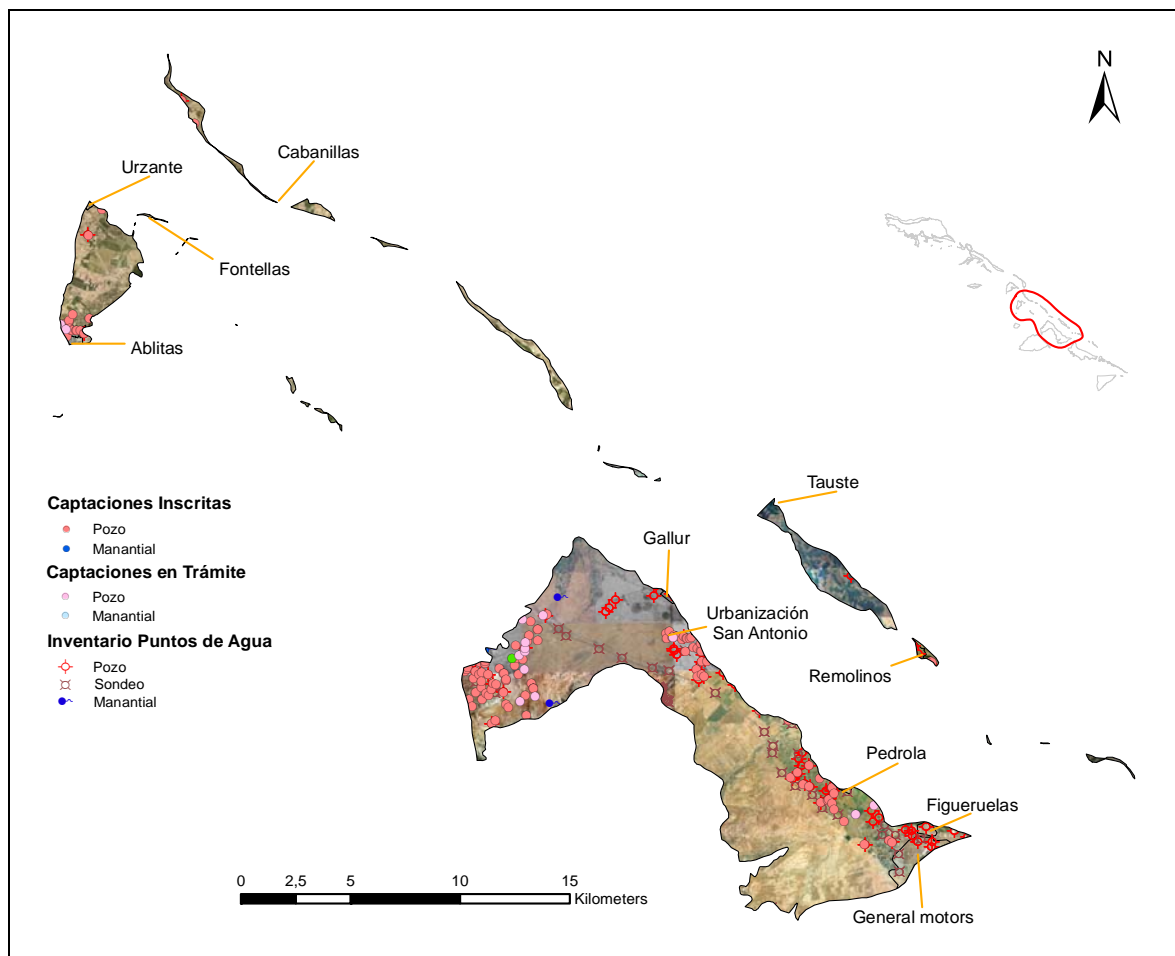 N
Cabanillas
Urzante
Fontellas
Ablitas
Tauste
Gallur
Urbanización
San Antonio
Remolinos
Pedrola
Figueruelas
General motors
Captaciones Inscritas
Pozo
Manantial
Captaciones en Trámite
Pozo
Manantial
Inventario Puntos de Agua
Pozo
Sondeo
Manantial
0 2,5 5 10 15
Kilometers